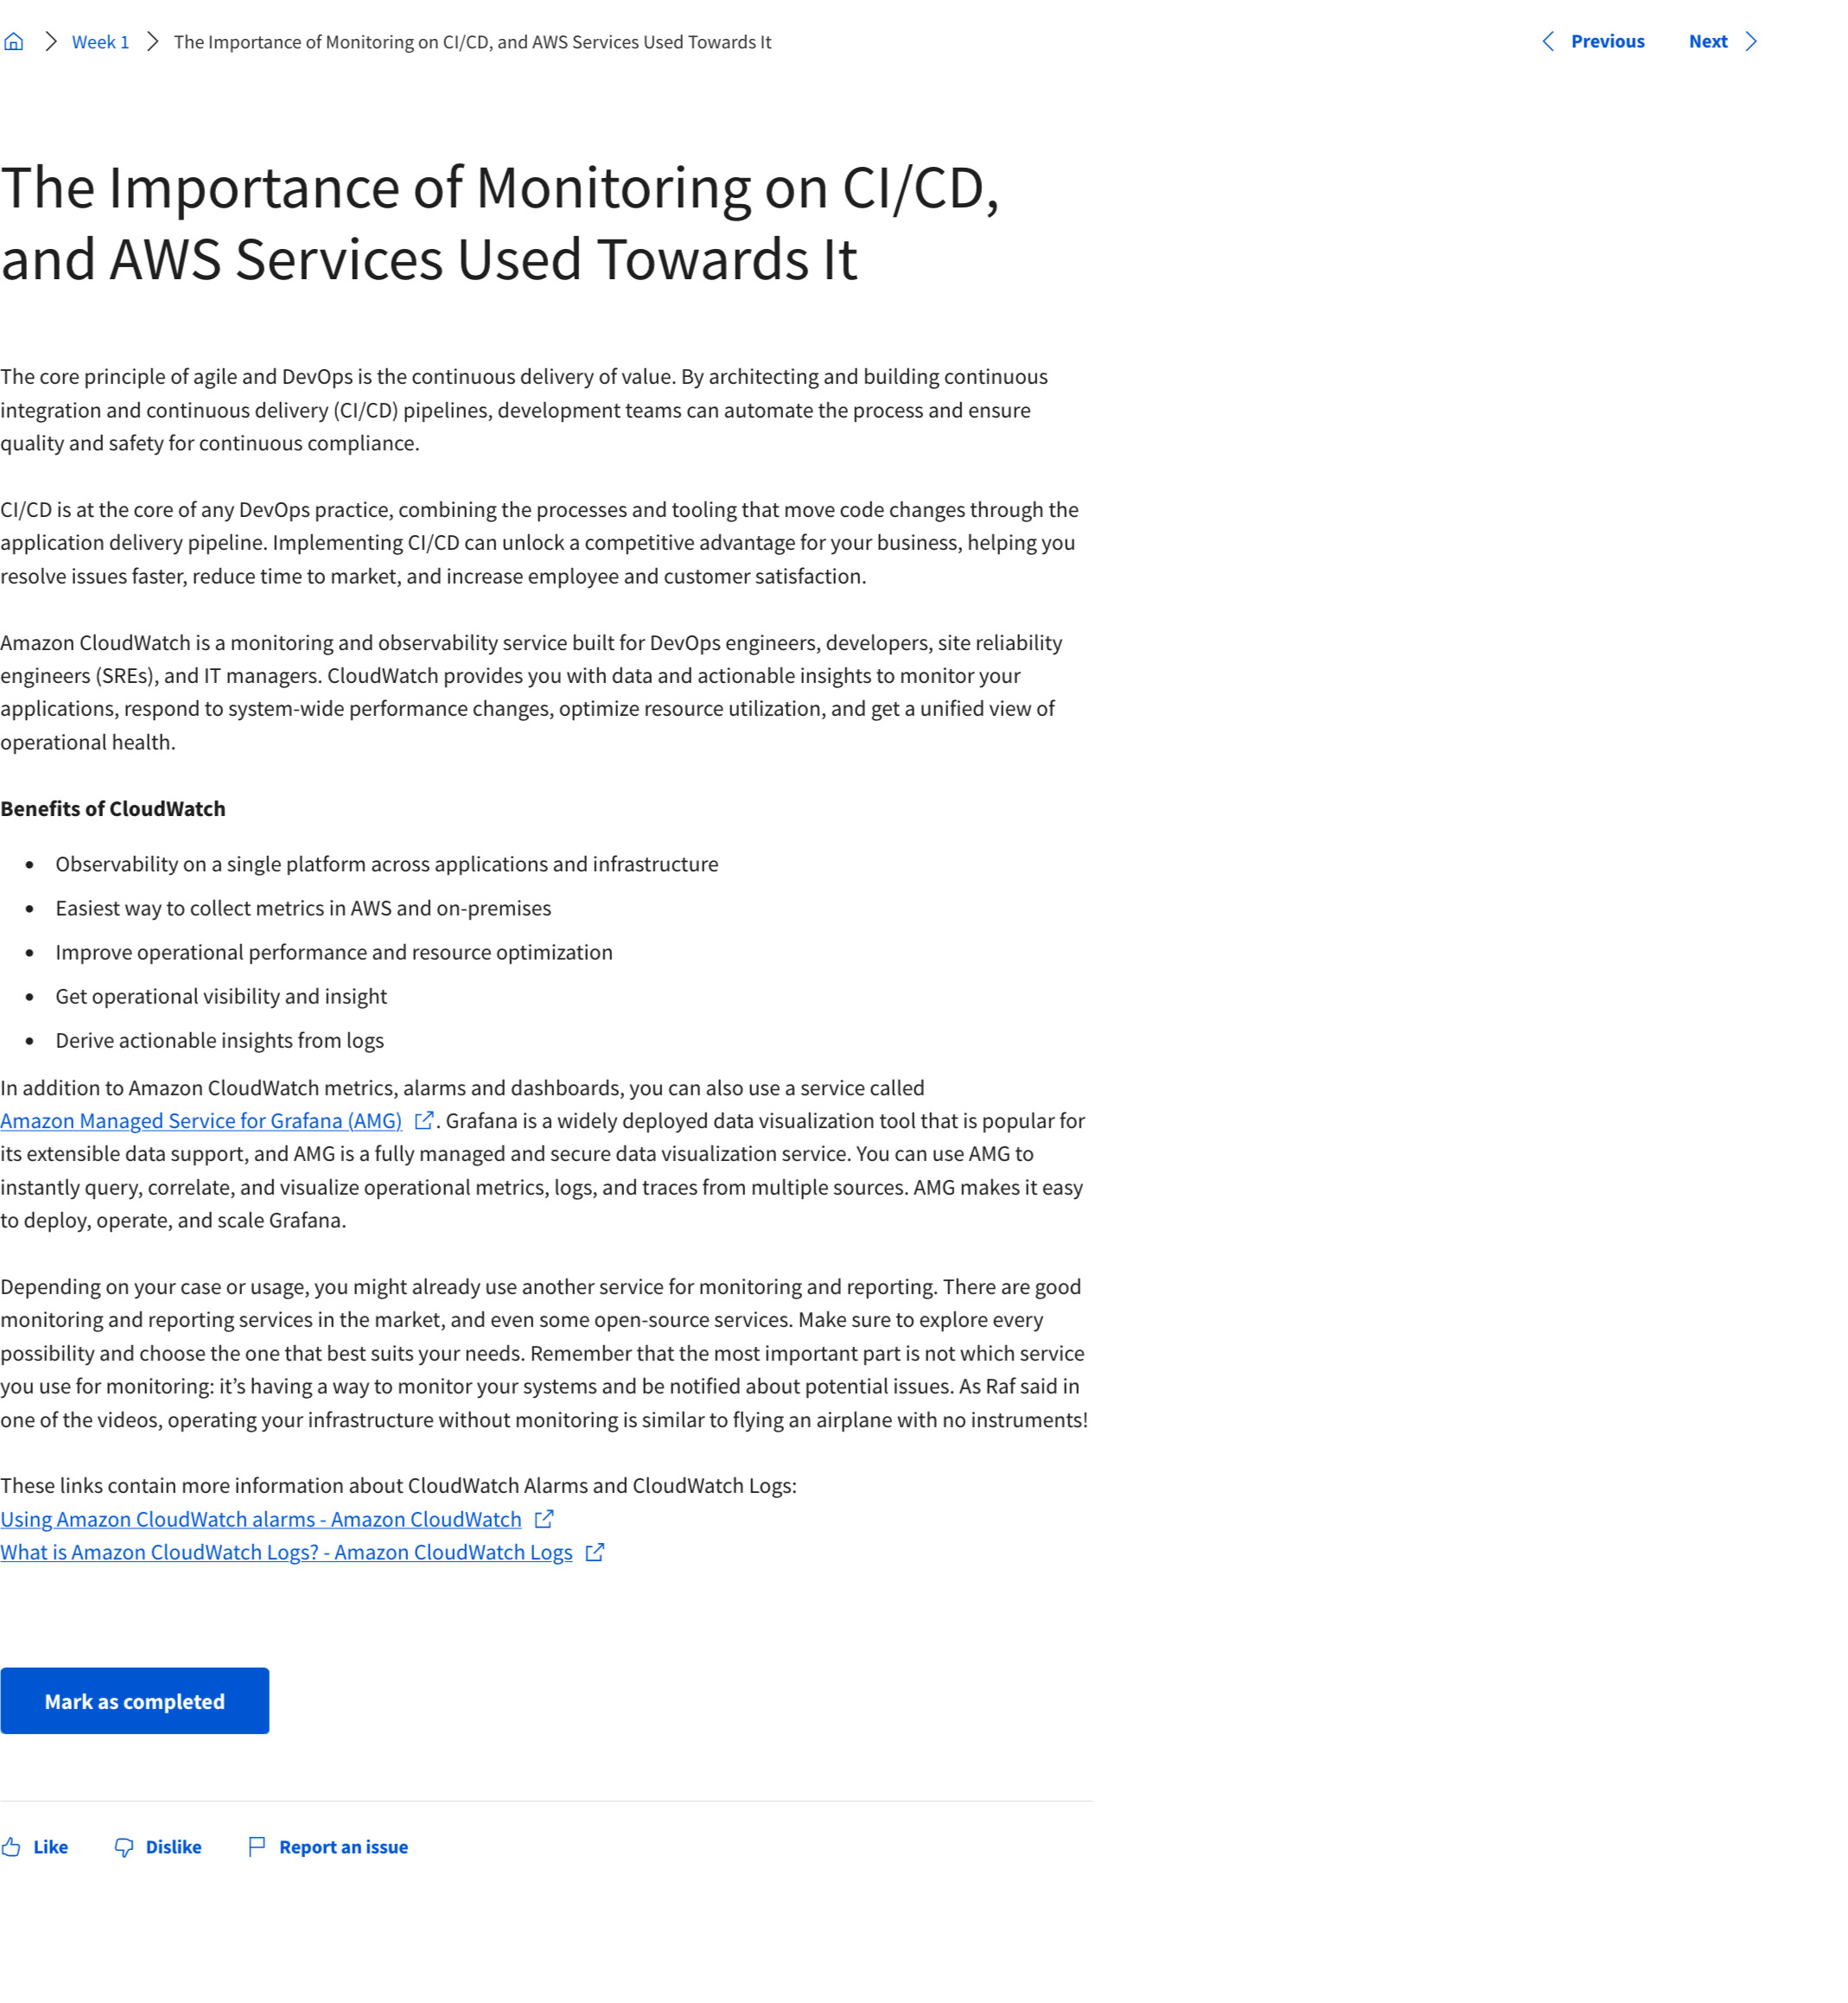 Week 1
The Importance of Monitoring on CI/CD, and AWS Services Used Towards It
Previous
Next
The Importance of Monitoring on CI/CD,
and AWS Services Used Towards It
The core principle of agile and DevOps is the continuous delivery of value. By architecting and building continuous
integration and continuous delivery (CI/CD) pipelines, development teams can automate the process and ensure
quality and safety for continuous compliance.
CI/CD is at the core of any DevOps practice, combining the processes and tooling that move code changes through the
application delivery pipeline. Implementing CI/CD can unlock a competitive advantage for your business, helping you
resolve issues faster, reduce time to market, and increase employee and customer satisfaction.
Amazon CloudWatch is a monitoring and observability service built for DevOps engineers, developers, site reliability
engineers (SREs), and IT managers. CloudWatch provides you with data and actionable insights to monitor your
applications, respond to system-wide performance changes, optimize resource utilization, and get a unified view of
operational health.
Benefits of CloudWatch
• Observability on a single platform across applications and infrastructure
• Easiest way to collect metrics in AWS and on-premises
• Improve operational performance and resource optimization
• Get operational visibility and insight
• Derive actionable insights from logs
In addition to Amazon CloudWatch metrics, alarms and dashboards, you can also use a service called
Amazon Managed Service for Grafana (AMG). Grafana is a widely deployed data visualization tool that is popular for
its extensible data support, and AMG is a fully managed and secure data visualization service. You can use AMG to
instantly query, correlate, and visualize operational metrics, logs, and traces from multiple sources. AMG makes it easy
to deploy, operate, and scale Grafana.
Depending on your case or usage, you might already use another service for monitoring and reporting. There are good
monitoring and reporting services in the market, and even some open-source services. Make sure to explore every
possibility and choose the one that best suits your needs. Remember that the most important part is not which service
you use for monitoring: it’s having a way to monitor your systems and be notified about potential issues. As Raf said in
one of the videos, operating your infrastructure without monitoring is similar to flying an airplane with no instruments!
These links contain more information about CloudWatch Alarms and CloudWatch Logs:
Using Amazon CloudWatch alarms - Amazon CloudWatch
What is Amazon CloudWatch Logs? - Amazon CloudWatch Logs
Mark as completed
Like
Dislike
Report an issue